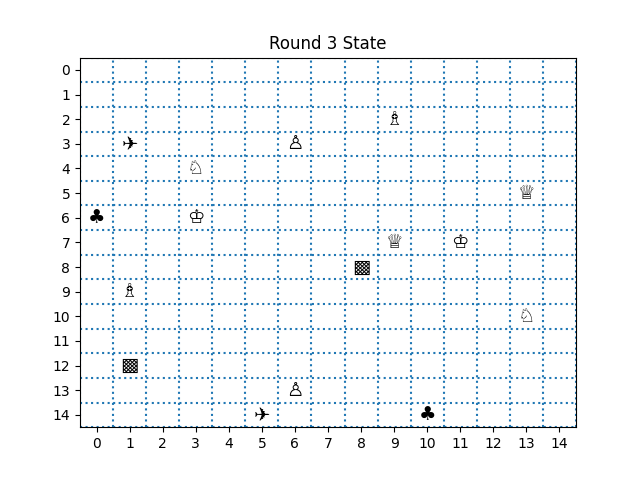 Round 3 State
0
1
2 ♗
3 ✈ ♙
4 ♘
5 ♕
6 ♣ ♔
7 ♕ ♔
8 ▩
9 ♗
10 ♘
11
12 ▩
13 ♙
14 ✈ ♣
0 1 2 3 4 5 6 7 8 9 10 11 12 13 14